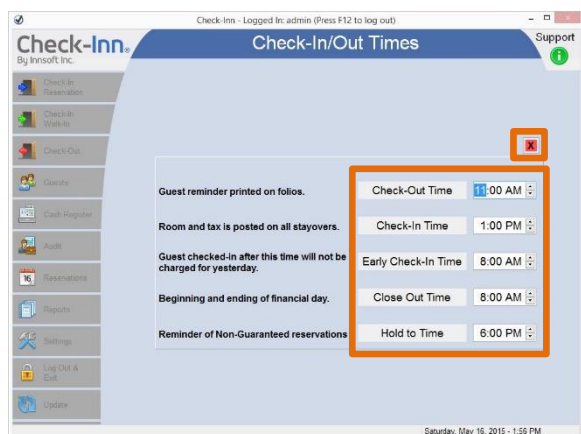 Check-Inn - Logged In: admin (Press F12 to log out)
Check-Inn®
By Innsoft Inc.
Check-In/Out Times
Support
Check-In
Reservation
Check-In
Walk-In
Check-Out
Guests
Cash Register
Audit
16
Reservations
Reports
Settings
Log Out &
Exit
Update
X
Guest reminder printed on folios.
Check-Out Time
11:00 AM
Room and tax is posted on all stayovers.
Check-In Time
1:00 PM
Guest checked-in after this time will not be
charged for yesterday.
Early Check-In Time
8:00 AM
Beginning and ending of financial day.
Close Out Time
8:00 AM
Reminder of Non-Guaranteed reservations
Hold to Time
6:00 PM
Saturday, May 16, 2015 - 1:56 PM